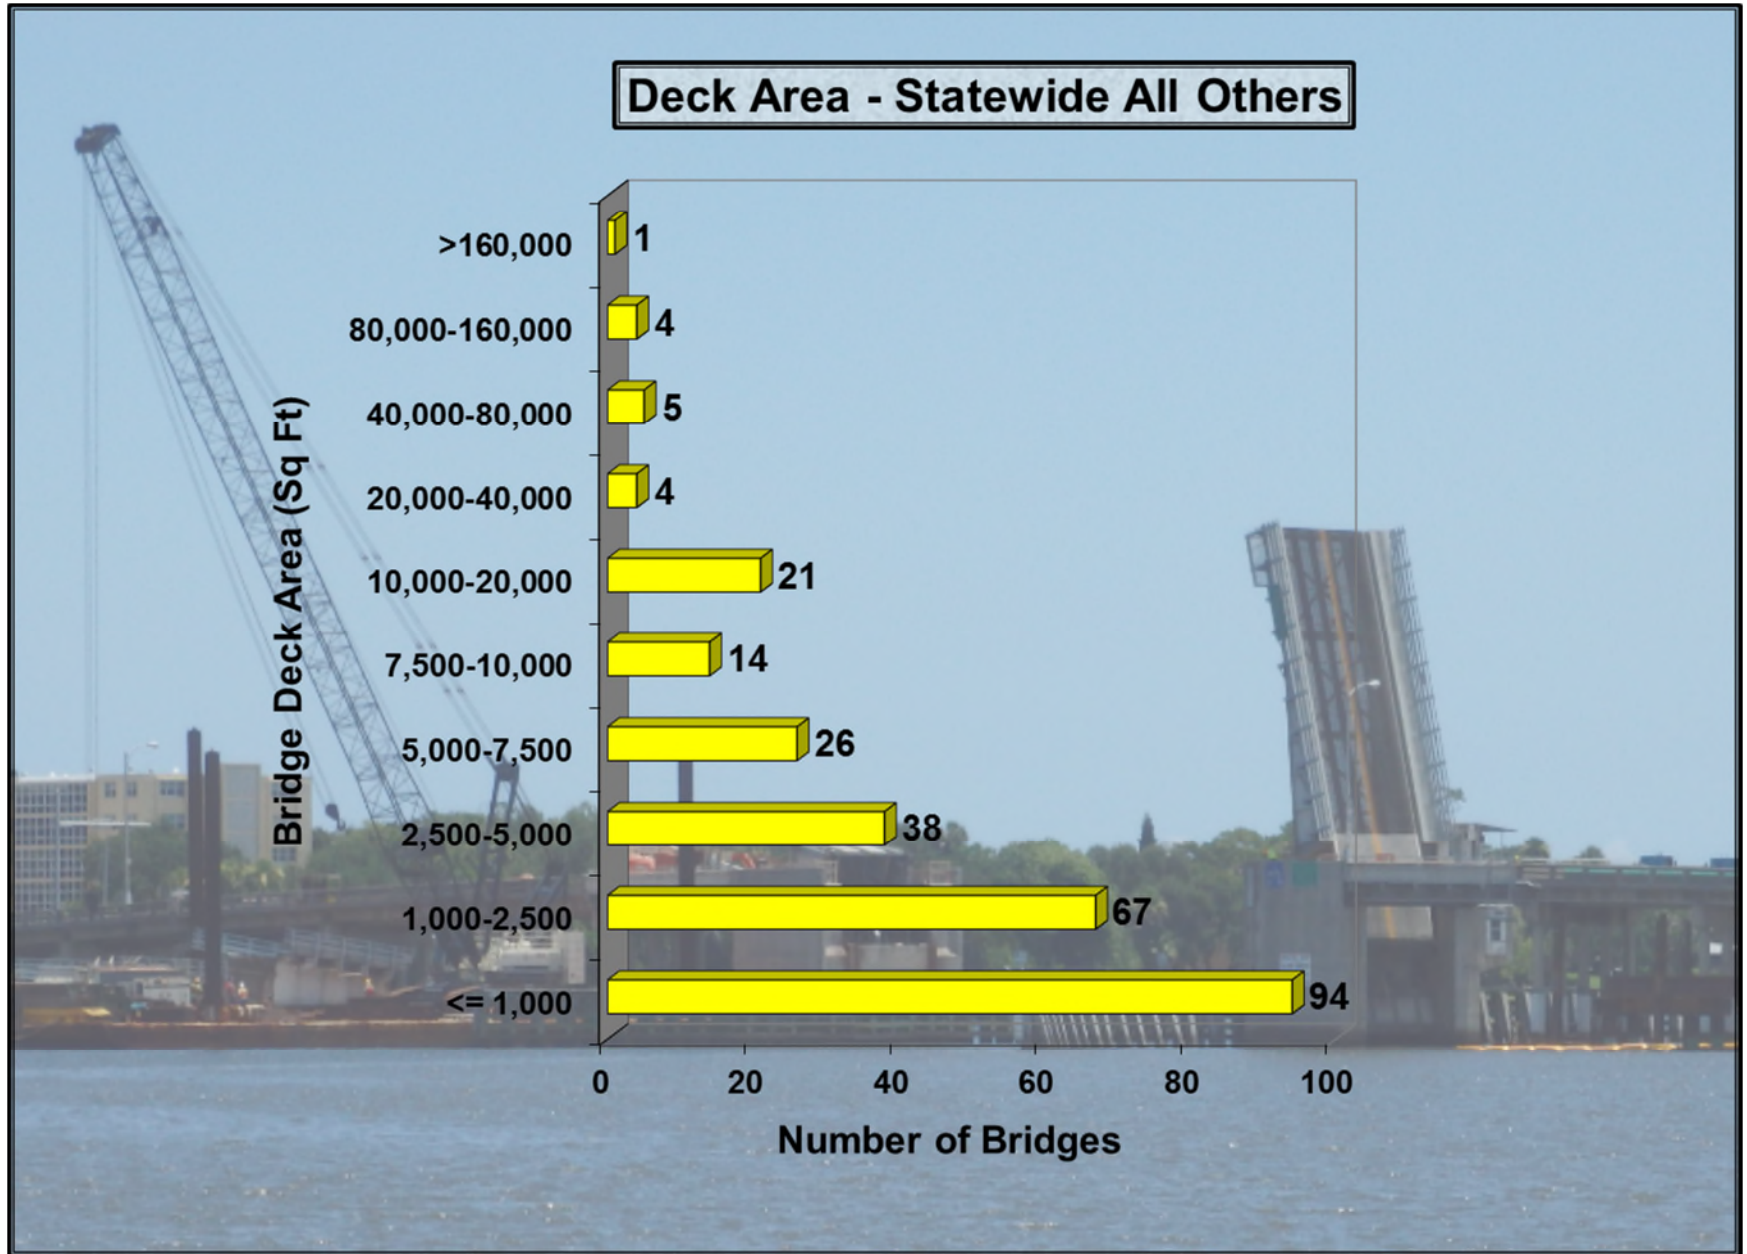 Deck Area - Statewide All Others
Bridge Deck Area (Sq Ft)
>160,000 1
80,000-160,000 4
40,000-80,000 5
20,000-40,000 4
10,000-20,000 21
7,500-10,000 14
5,000-7,500 26
2,500-5,000 38
1,000-2,500 67
<= 1,000 94
0 20 40 60 80 100
Number of Bridges